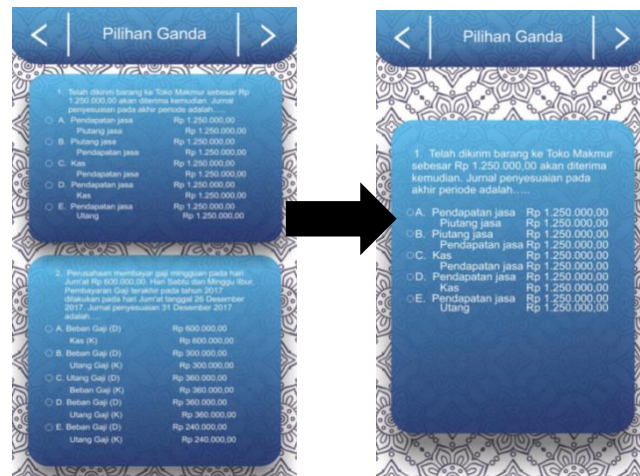 < Pilihan Ganda >
1. Telah dikirim barang ke Toko Makmur sebesar Rp
1.250.000,00 akan diterima kemudian. Jurnal
penyesuaian pada akhir periode adalah.....
A. Pendapatan jasa Rp 1.250.000,00
Piutang jasa Rp 1.250.000,00
B. Piutang jasa Rp 1.250.000,00
Pendapatan jasa Rp 1.250.000,00
C. Kas Rp 1.250.000,00
Pendapatan jasa Rp 1.250.000,00
D. Pendapatan jasa Rp 1.250.000,00
Kas Rp 1.250.000,00
E. Pendapatan jasa Rp 1.250.000,00
Utang Rp 1.250.000,00
2. Perusahaan membayar gaji mingguan pada hari
Jum'at Rp 600.000,00. Hari Sabtu dan Minggu libur.
Pembayaran Gaji terakhir pada tahun 2017
dilakukan pada hari Jum'at tanggal 26 Desember
2017. Jurnal penyesuaian 31 Desember 2017
adalah.....
A. Beban Gaji (D) Rp 600.000,00
Kas (K) Rp 600.000,00
B. Beban Gaji (D) Rp 300.000,00
Utang Gaji (K) Rp 300.000,00
C. Utang Gaji (D) Rp 360.000,00
Beban Gaji (K) Rp 360.000,00
D. Beban Gaji (D) Rp 360.000,00
Utang Gaji (K) Rp 360.000,00
E. Beban Gaji (D) Rp 240.000,00
Utang Gaji (K) Rp 240.000,00
< Pilihan Ganda >
1. Telah dikirim barang ke Toko Makmur
sebesar Rp 1.250.000,00 akan diterima
kemudian. Jurnal penyesuaian pada
akhir periode adalah......
A. Pendapatan jasa Rp 1.250.000,00
Piutang jasa Rp 1.250.000,00
B. Piutang jasa Rp 1.250.000,00
Pendapatan jasa Rp 1.250.000,00
C. Kas Rp 1.250.000,00
Pendapatan jasa Rp 1.250.000,00
D. Pendapatan jasa Rp 1.250.000,00
Kas Rp 1.250.000,00
E. Pendapatan jasa Rp 1.250.000,00
Utang Rp 1.250.000,00